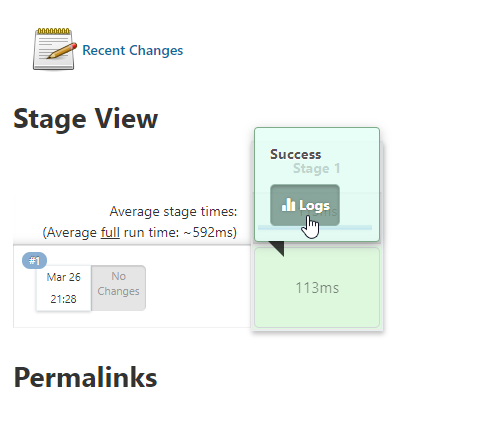 Recent Changes
Stage View
Success
Stage 1
Logs
Average stage times:
(Average full run time: ~592ms)
#1
Mar 26
21:28
No
Changes
113ms
Permalinks